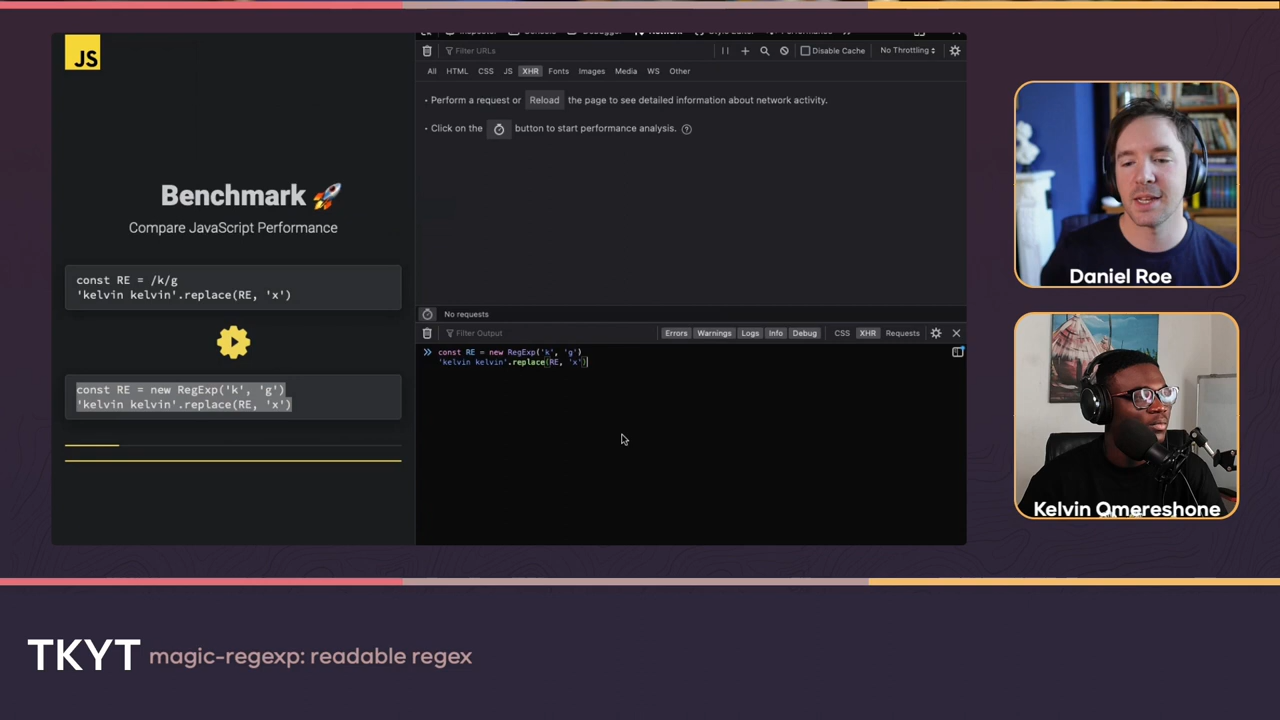 JS
Filter URLs
Disable Cache
No Throttling
All HTML CSS JS XHR Fonts Images Media WS Other
• Perform a request or Reload the page to see detailed information about network activity.
• Click on the button to start performance analysis. ?
Benchmark 🚀
Compare JavaScript Performance
const RE = /k/g
'kelvin kelvin'.replace(RE, 'x')
const RE = new RegExp('k', 'g')
'kelvin kelvin'.replace(RE, 'x')
No requests
Filter Output
Errors Warnings Logs Info Debug CSS XHR Requests
const RE = new RegExp('k', 'g')
'kelvin kelvin'.replace(RE, 'x')
Daniel Roe
Kelvin Omereshone
TKYT magic-regexp: readable regex